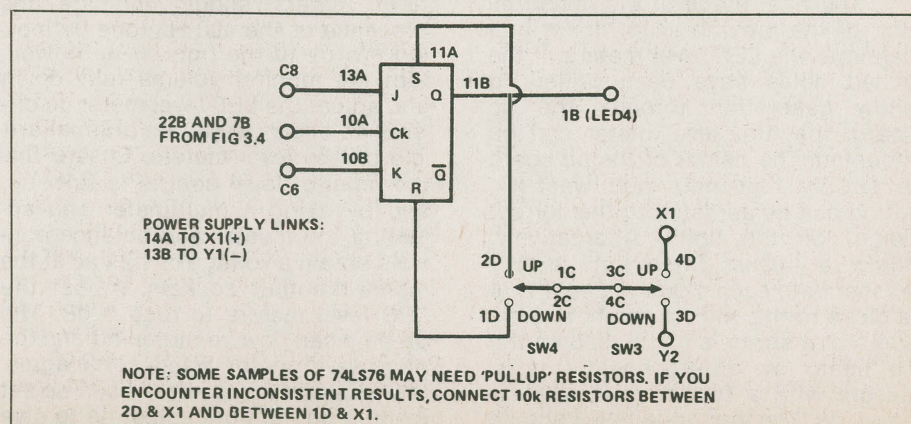 11A
C8
13A
S
J
Q
11B
1B (LED4)
22B AND 7B
FROM FIG 3.4
10A
Ck
10B
K
Q
R
C6
POWER SUPPLY LINKS:
14A TO X1(+)
13B TO Y1(−)
X1
2D
UP
1C
3C
UP
4D
1D
DOWN
2C
4C
DOWN
3D
SW4
SW3
Y2
NOTE: SOME SAMPLES OF 74LS76 MAY NEED 'PULLUP' RESISTORS. IF YOU
ENCOUNTER INCONSISTENT RESULTS, CONNECT 10k RESISTORS BETWEEN
2D & X1 AND BETWEEN 1D & X1.